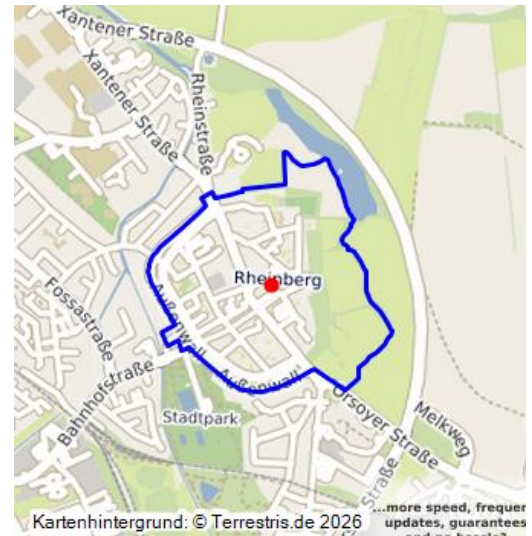 Xantener Straße
Xantener Straße
Rheinstraße
Rheinberg
Fossastraße
Außenwall
Außenwall
Bahnhofstraße
Stadtpark
Orsoyer Straße
Melkweg
Straße
...more speed, frequen
updates, guarantees
Kartenhintergrund: © Terrestris.de 2026